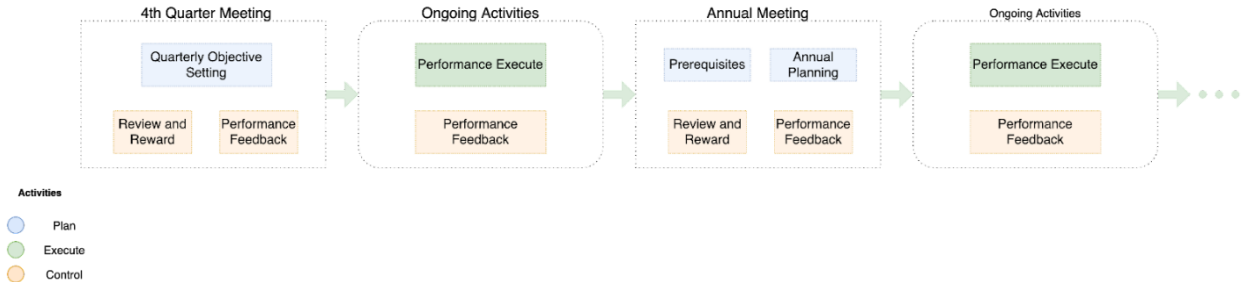 4th Quarter Meeting
Quarterly Objective
Setting
Review and
Reward
Performance
Feedback
Ongoing Activities
Performance Execute
Performance
Feedback
Annual Meeting
Prerequisites
Annual
Planning
Review and
Reward
Performance
Feedback
Ongoing Activities
Performance Execute
Performance
Feedback
Activities
Plan
Execute
Control